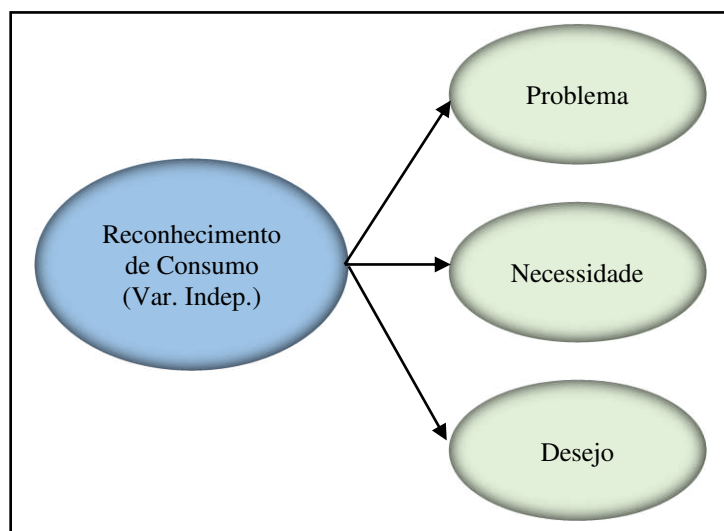 Problema
Reconhecimento
de Consumo
(Var. Indep.)
Necessidade
Desejo